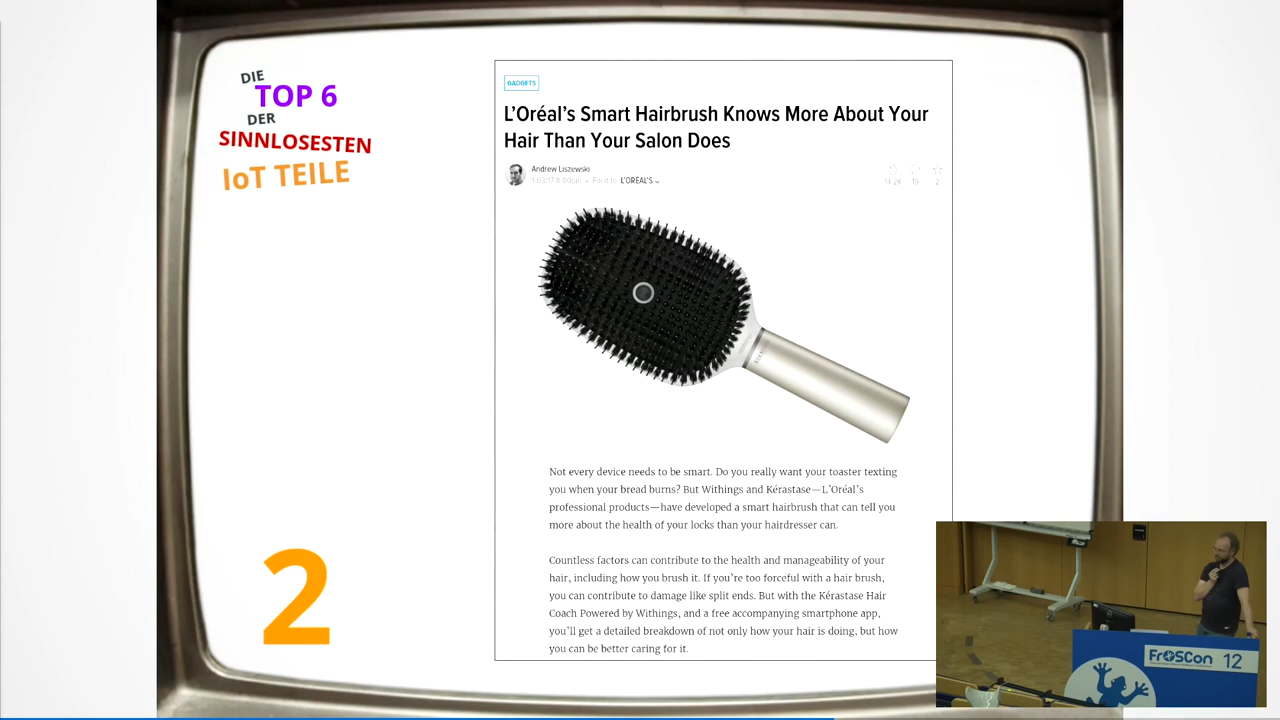 DIE
TOP 6
DER
SINNLOSESTEN
IoT TEILE
GADGETS
L'Oréal's Smart Hairbrush Knows More About Your
Hair Than Your Salon Does
Andrew Liszewski
L'ORÉAL'S
14.2K 19 2
Not every device needs to be smart. Do you really want your toaster texting
you when your bread burns? But Withings and Kérastase—L'Oréal's
professional products—have developed a smart hairbrush that can tell you
more about the health of your locks than your hairdresser can.
Countless factors can contribute to the health and manageability of your
hair, including how you brush it. If you're too forceful with a hair brush,
you can contribute to damage like split ends. But with the Kérastase Hair
Coach Powered by Withings, and a free accompanying smartphone app,
you'll get a detailed breakdown of not only how your hair is doing, but how
you can be better caring for it.
2
FrOSCon 12